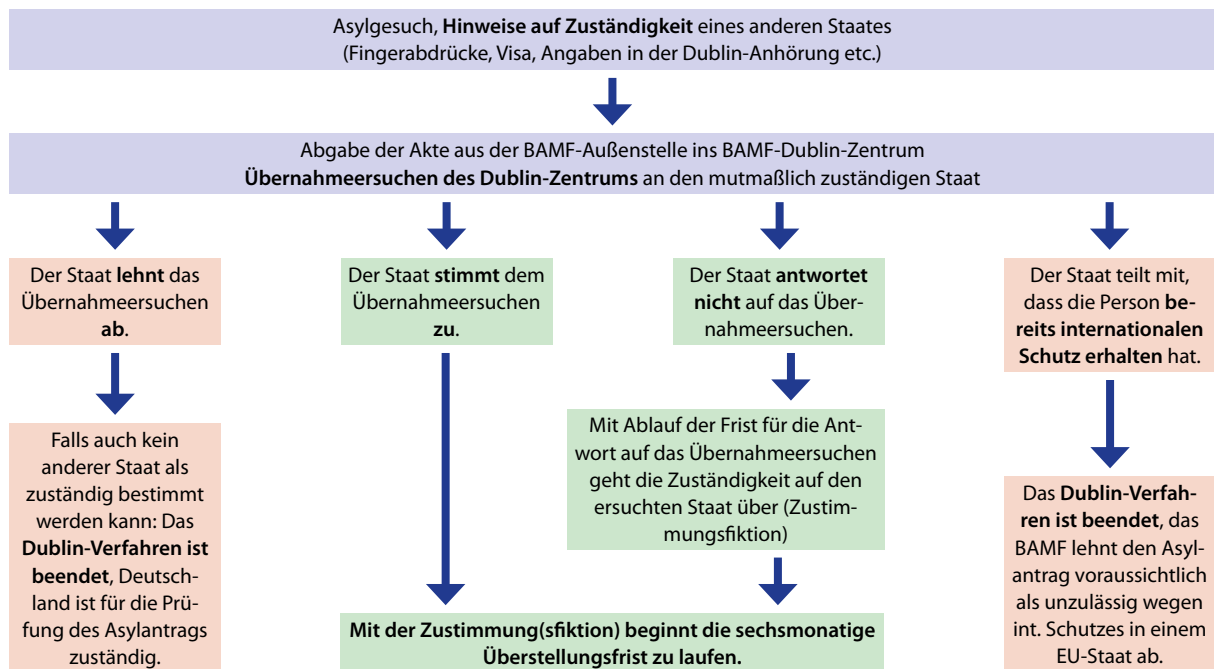 Asylgesuch, Hinweise auf Zuständigkeit eines anderen Staates
(Fingerabdrücke, Visa, Angaben in der Dublin-Anhörung etc.)
Abgabe der Akte aus der BAMF-Außenstelle ins BAMF-Dublin-Zentrum
Übernahmeersuchen des Dublin-Zentrums an den mutmaßlich zuständigen Staat
Der Staat lehnt das
Übernahmeersuchen
ab.
Der Staat stimmt dem
Übernahmeersuchen
zu.
Der Staat antwortet
nicht auf das Über-
nahmeersuchen.
Der Staat teilt mit,
dass die Person be-
reits internationalen
Schutz erhalten hat.
Falls auch kein
anderer Staat als
zuständig bestimmt
werden kann: Das
Dublin-Verfahren ist
beendet, Deutsch-
land ist für die Prü-
fung des Asylantrags
zuständig.
Mit Ablauf der Frist für die Ant-
wort auf das Übernahmeersuchen
geht die Zuständigkeit auf den
ersuchten Staat über (Zustim-
mungsfiktion)
Das Dublin-Verfah-
ren ist beendet, das
BAMF lehnt den Asyl-
antrag voraussichtlich
als unzulässig wegen
int. Schutzes in einem
EU-Staat ab.
Mit der Zustimmung(sfiktion) beginnt die sechsmonatige
Überstellungsfrist zu laufen.